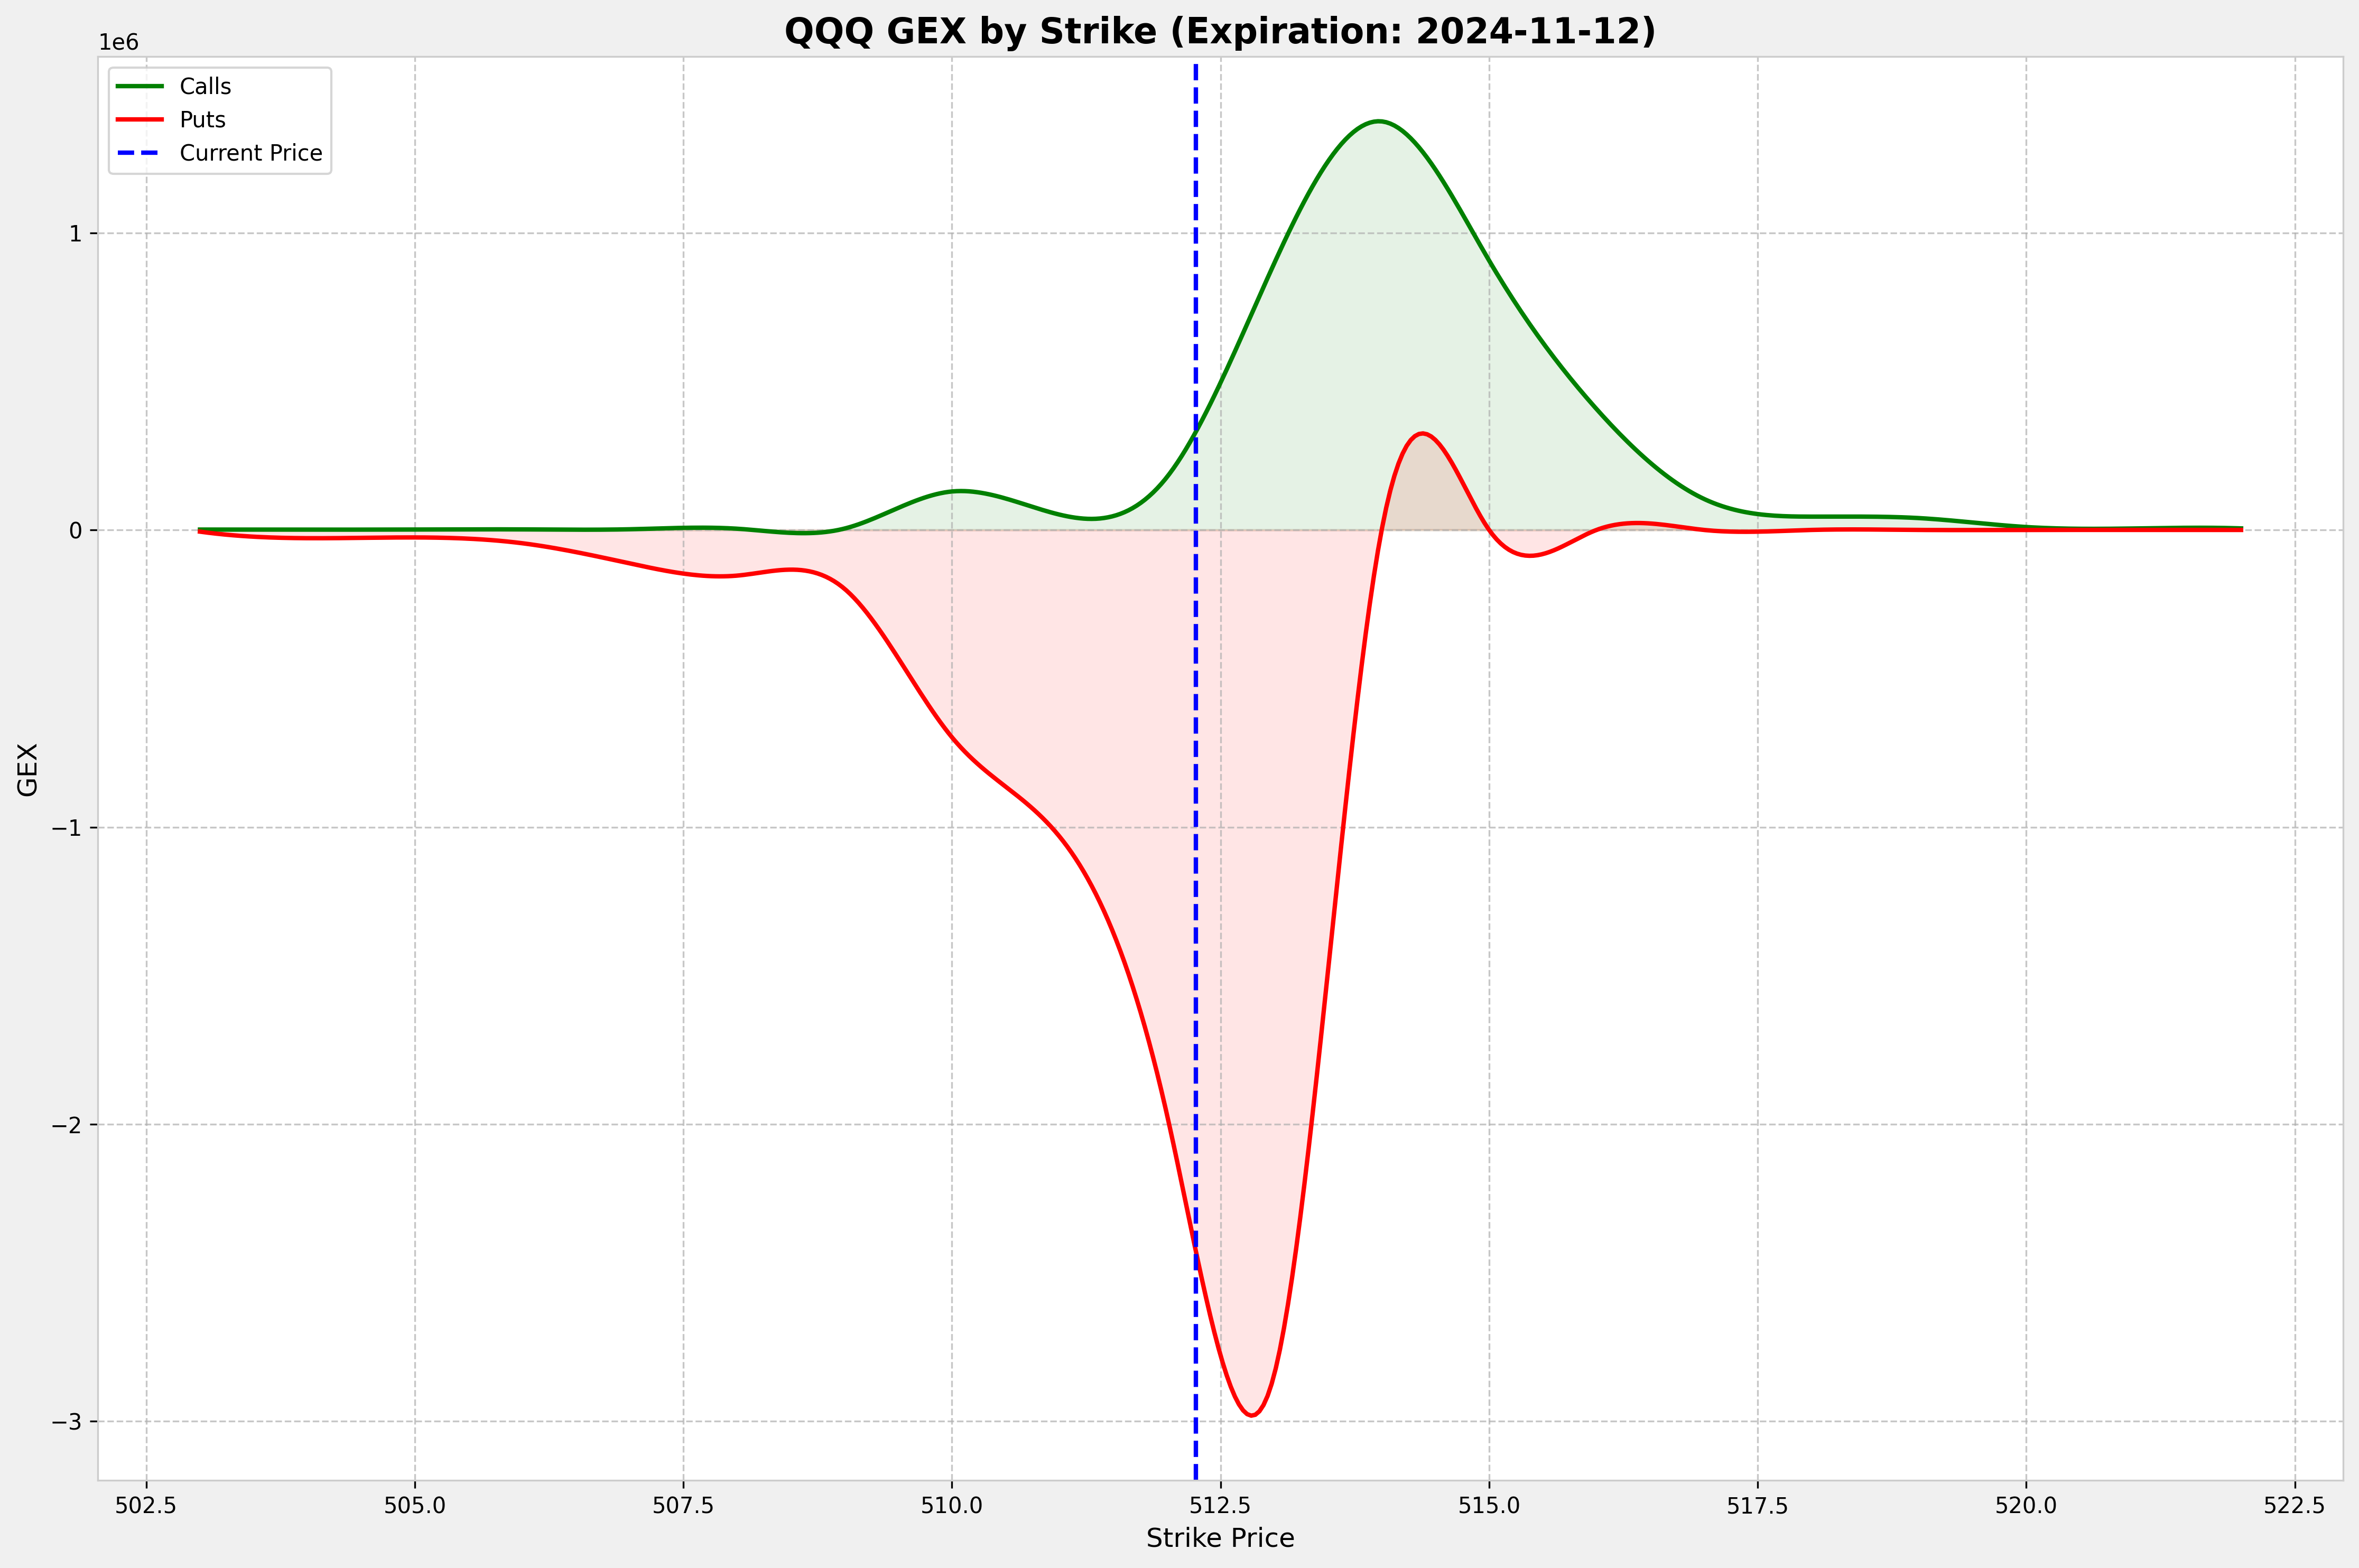 QQQ GEX by Strike (Expiration: 2024-11-12)
1e6
Calls
Puts
Current Price
1
0
−1
−2
−3
GEX
502.5 505.0 507.5 510.0 512.5 515.0 517.5 520.0 522.5
Strike Price